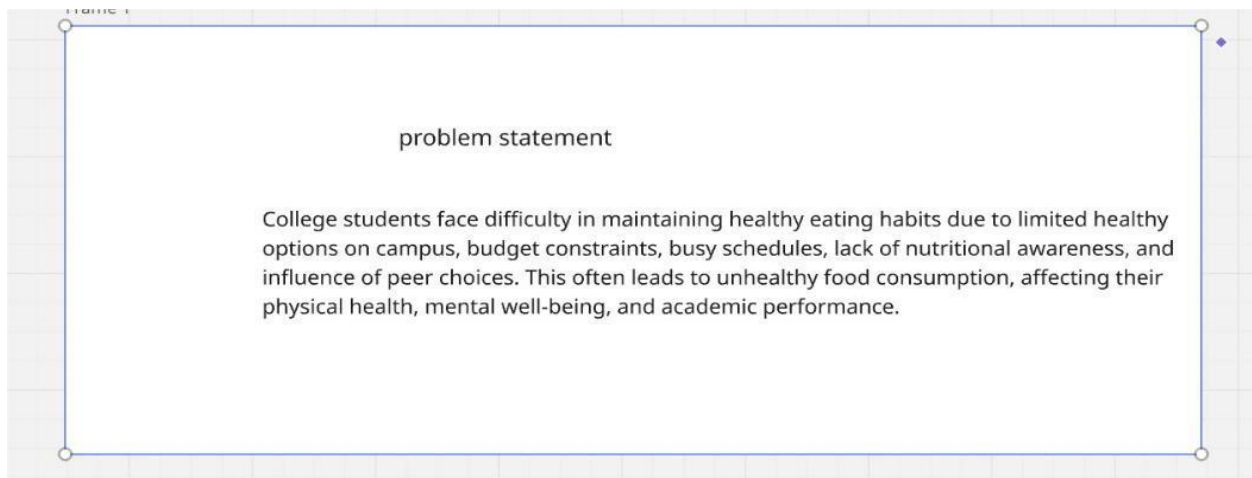 Frame 1
problem statement
College students face difficulty in maintaining healthy eating habits due to limited healthy
options on campus, budget constraints, busy schedules, lack of nutritional awareness, and
influence of peer choices. This often leads to unhealthy food consumption, affecting their
physical health, mental well-being, and academic performance.